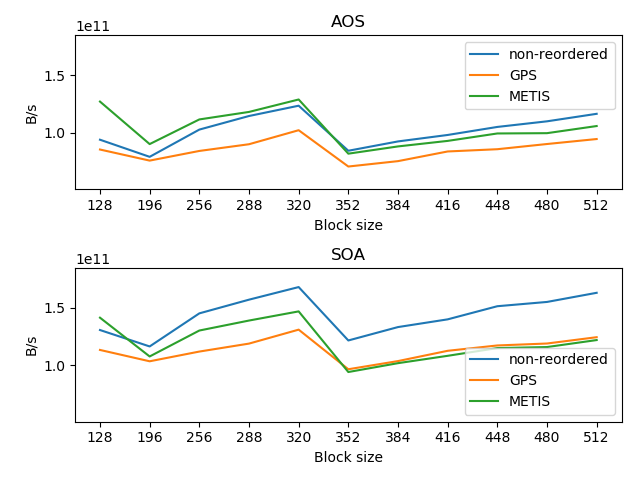 AOS
1e11
B/s
1.5
1.0
non-reordered
GPS
METIS
128 196 256 288 320 352 384 416 448 480 512
Block size
SOA
1e11
B/s
1.5
1.0
non-reordered
GPS
METIS
128 196 256 288 320 352 384 416 448 480 512
Block size